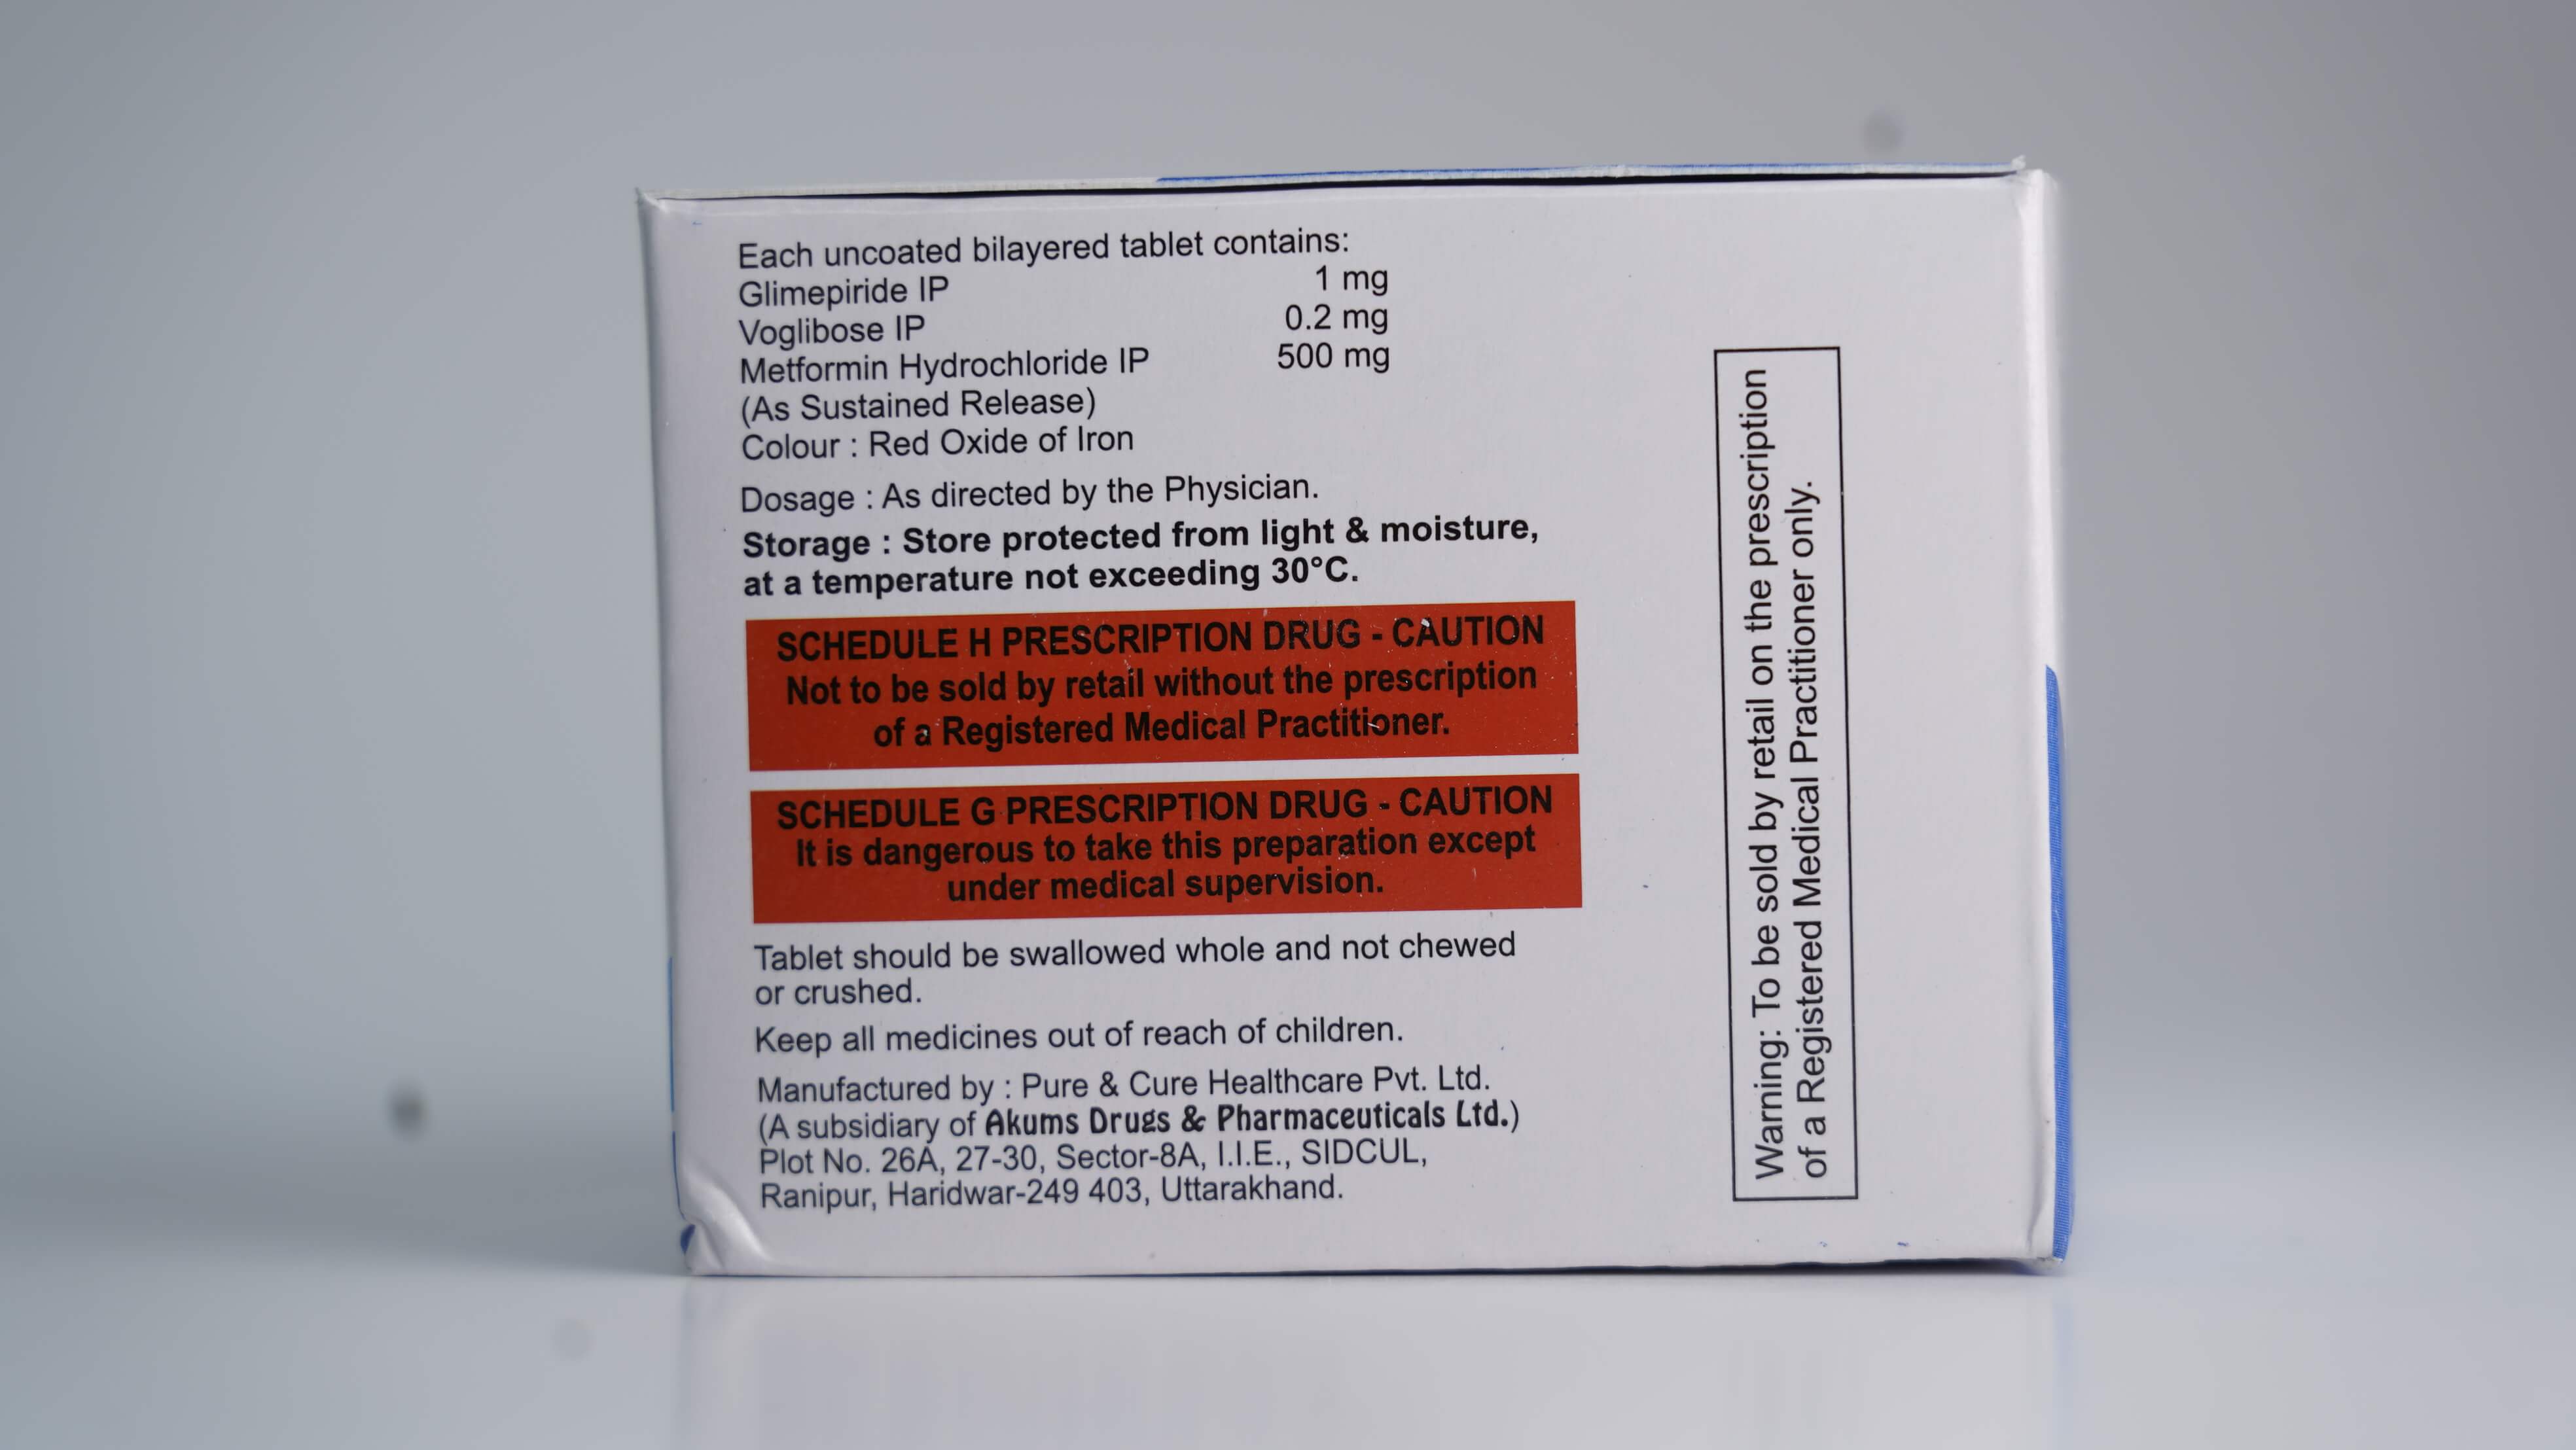 Each uncoated bilayered tablet contains:
Glimepiride IP 1 mg
Voglibose IP 0.2 mg
Metformin Hydrochloride IP 500 mg
(As Sustained Release)
Colour : Red Oxide of Iron
Dosage : As directed by the Physician.
Storage : Store protected from light & moisture,
at a temperature not exceeding 30°C.
SCHEDULE H PRESCRIPTION DRUG - CAUTION
Not to be sold by retail without the prescription
of a Registered Medical Practitioner.
SCHEDULE G PRESCRIPTION DRUG - CAUTION
It is dangerous to take this preparation except
under medical supervision.
Tablet should be swallowed whole and not chewed
or crushed.
Keep all medicines out of reach of children.
Manufactured by : Pure & Cure Healthcare Pvt. Ltd.
(A subsidiary of Akums Drugs & Pharmaceuticals Ltd.)
Plot No. 26A, 27-30, Sector-8A, I.I.E., SIDCUL,
Ranipur, Haridwar-249 403, Uttarakhand.
Warning: To be sold by retail on the prescription
of a Registered Medical Practitioner only.